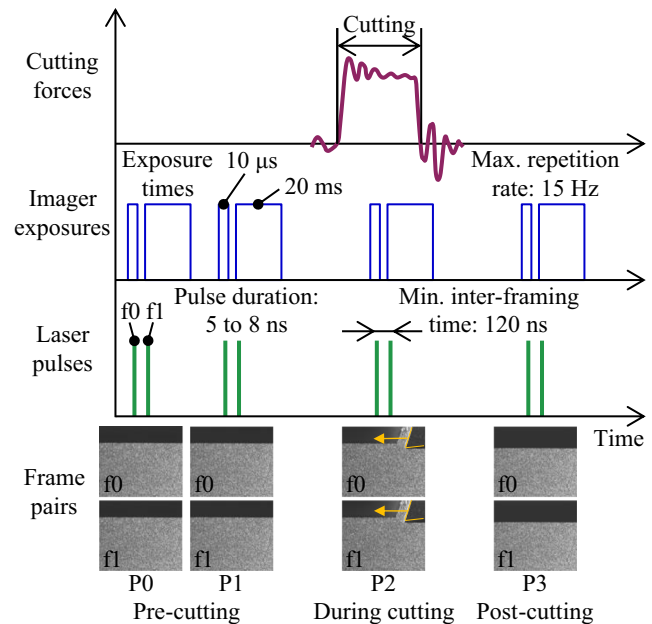 Cutting
Cutting
forces
Exposure
times
10 μs
20 ms
Max. repetition
rate: 15 Hz
Imager
exposures
Pulse duration:
5 to 8 ns
Min. inter-framing
time: 120 ns
f0 f1
Laser
pulses
Time
Frame
pairs
f0 f0 f0 f0
f1 f1 f1 f1
P0 P1 P2 P3
Pre-cutting During cutting Post-cutting